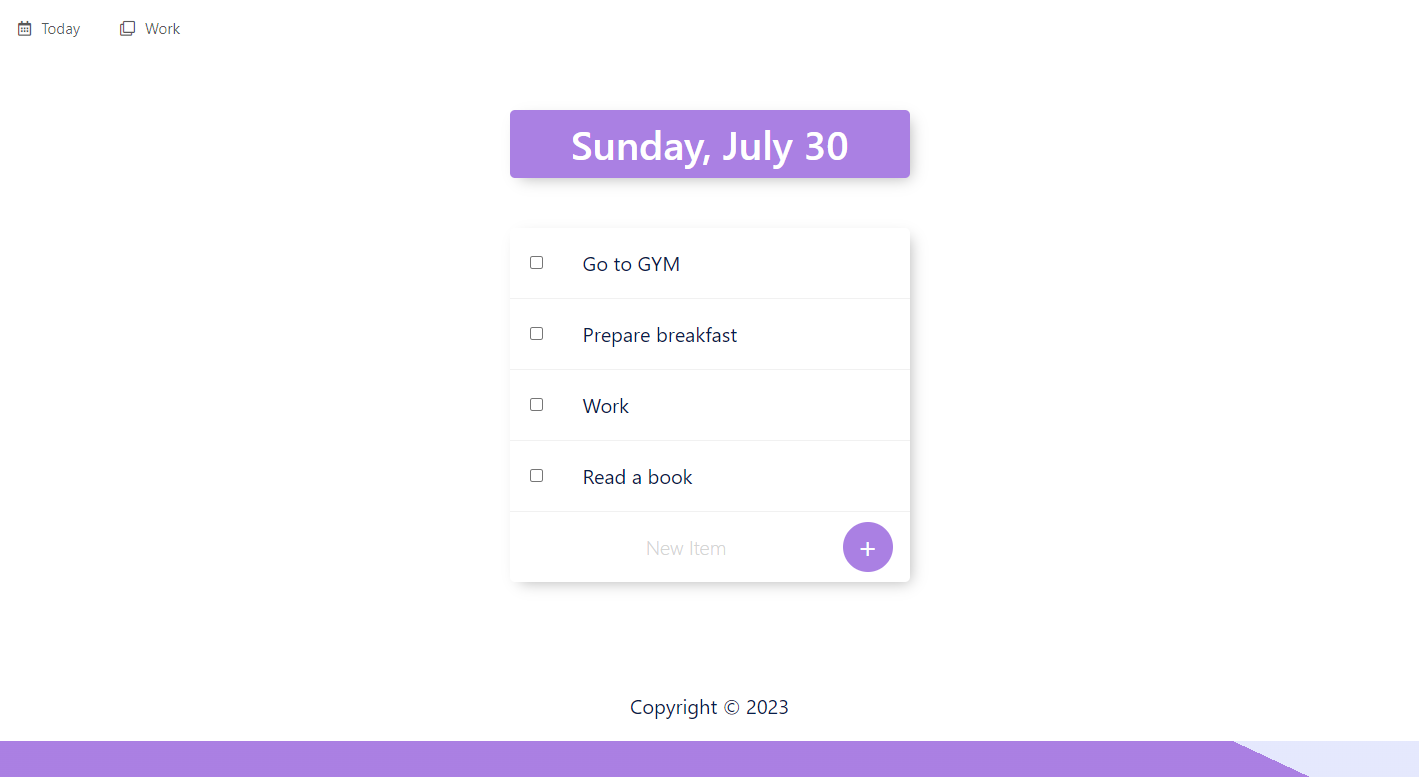 Today Work
Sunday, July 30
Go to GYM
Prepare breakfast
Work
Read a book
New Item +
Copyright © 2023